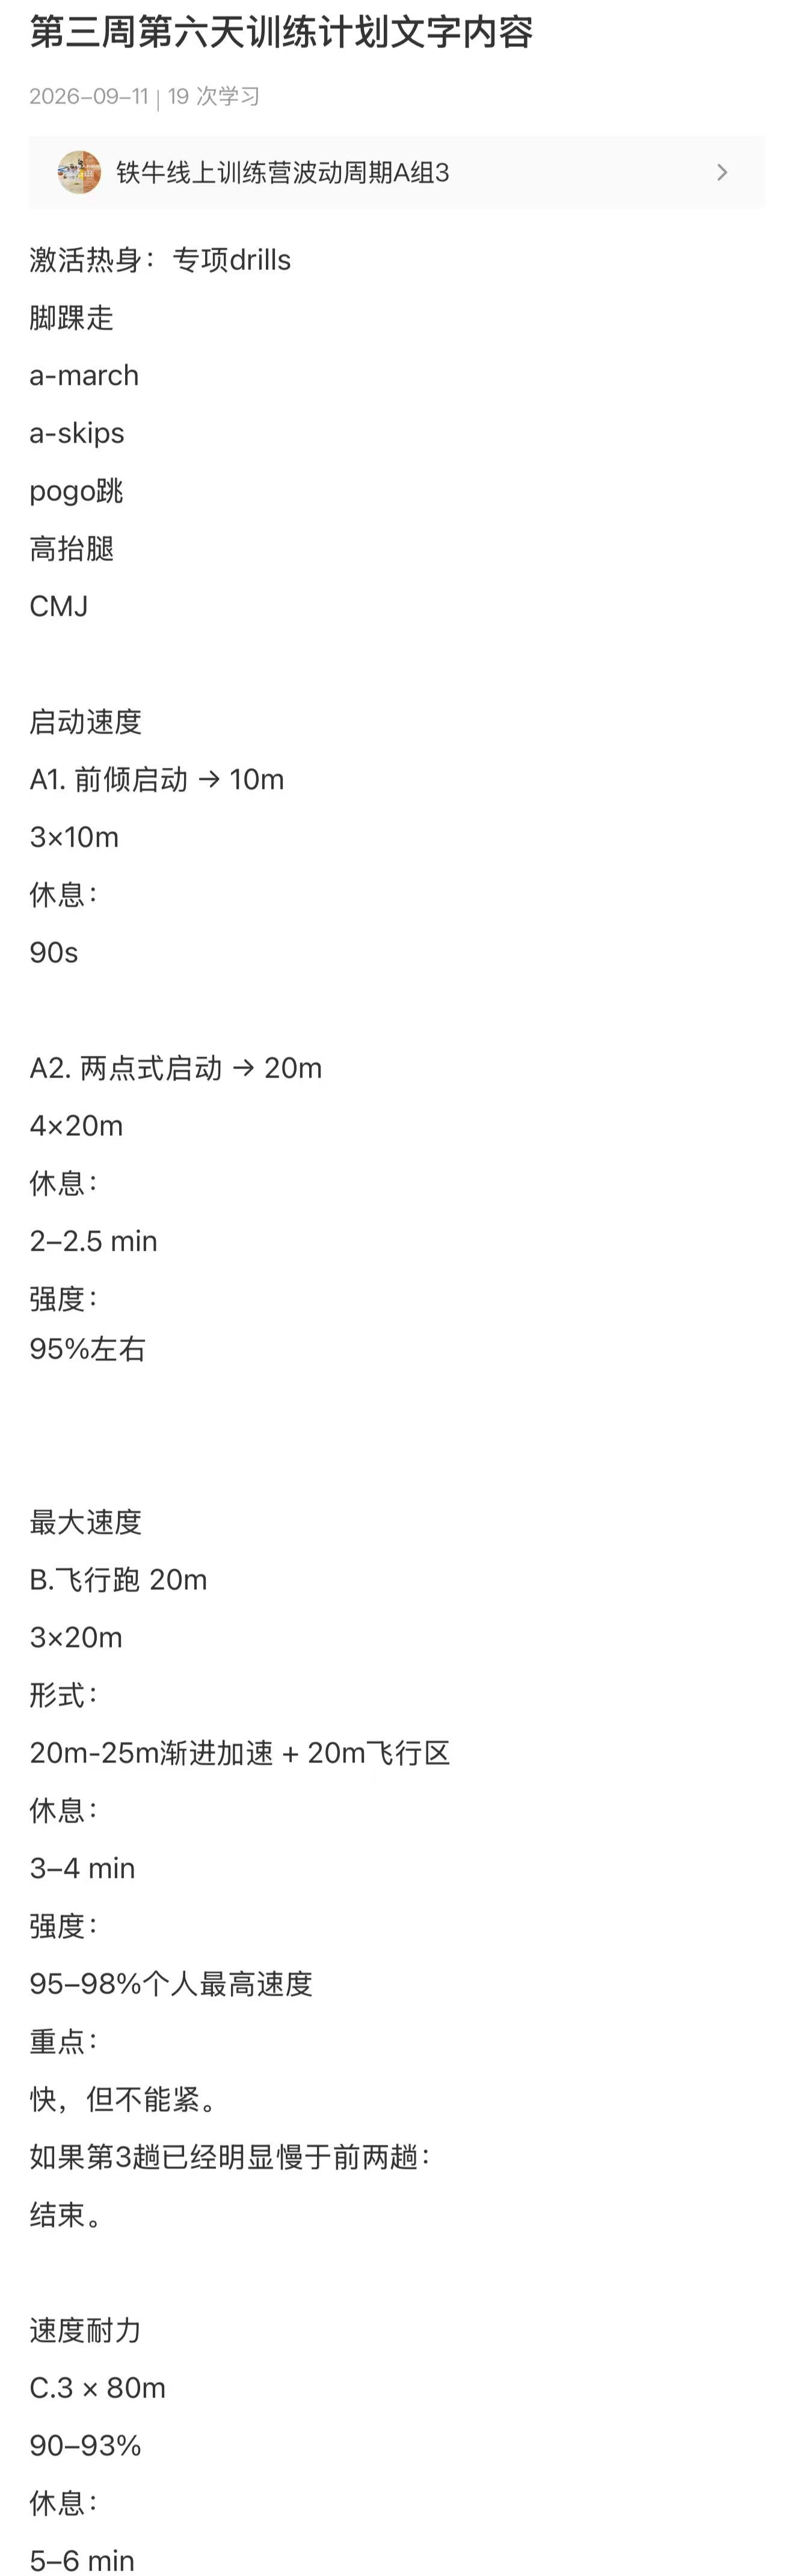 第三周第六天训练计划文字内容
2026-09-11 | 19 次学习
铁牛线上训练营波动周期A组3
激活热身：专项drills
脚踝走
a-march
a-skips
pogo跳
高抬腿
CMJ
启动速度
A1. 前倾启动 → 10m
3×10m
休息：
90s
A2. 两点式启动 → 20m
4×20m
休息：
2–2.5 min
强度：
95%左右
最大速度
B.飞行跑 20m
3×20m
形式：
20m-25m渐进加速 + 20m飞行区
休息：
3–4 min
强度：
95–98%个人最高速度
重点：
快，但不能紧。
如果第3趟已经明显慢于前两趟：
结束。
速度耐力
C.3 × 80m
90–93%
休息：
5–6 min